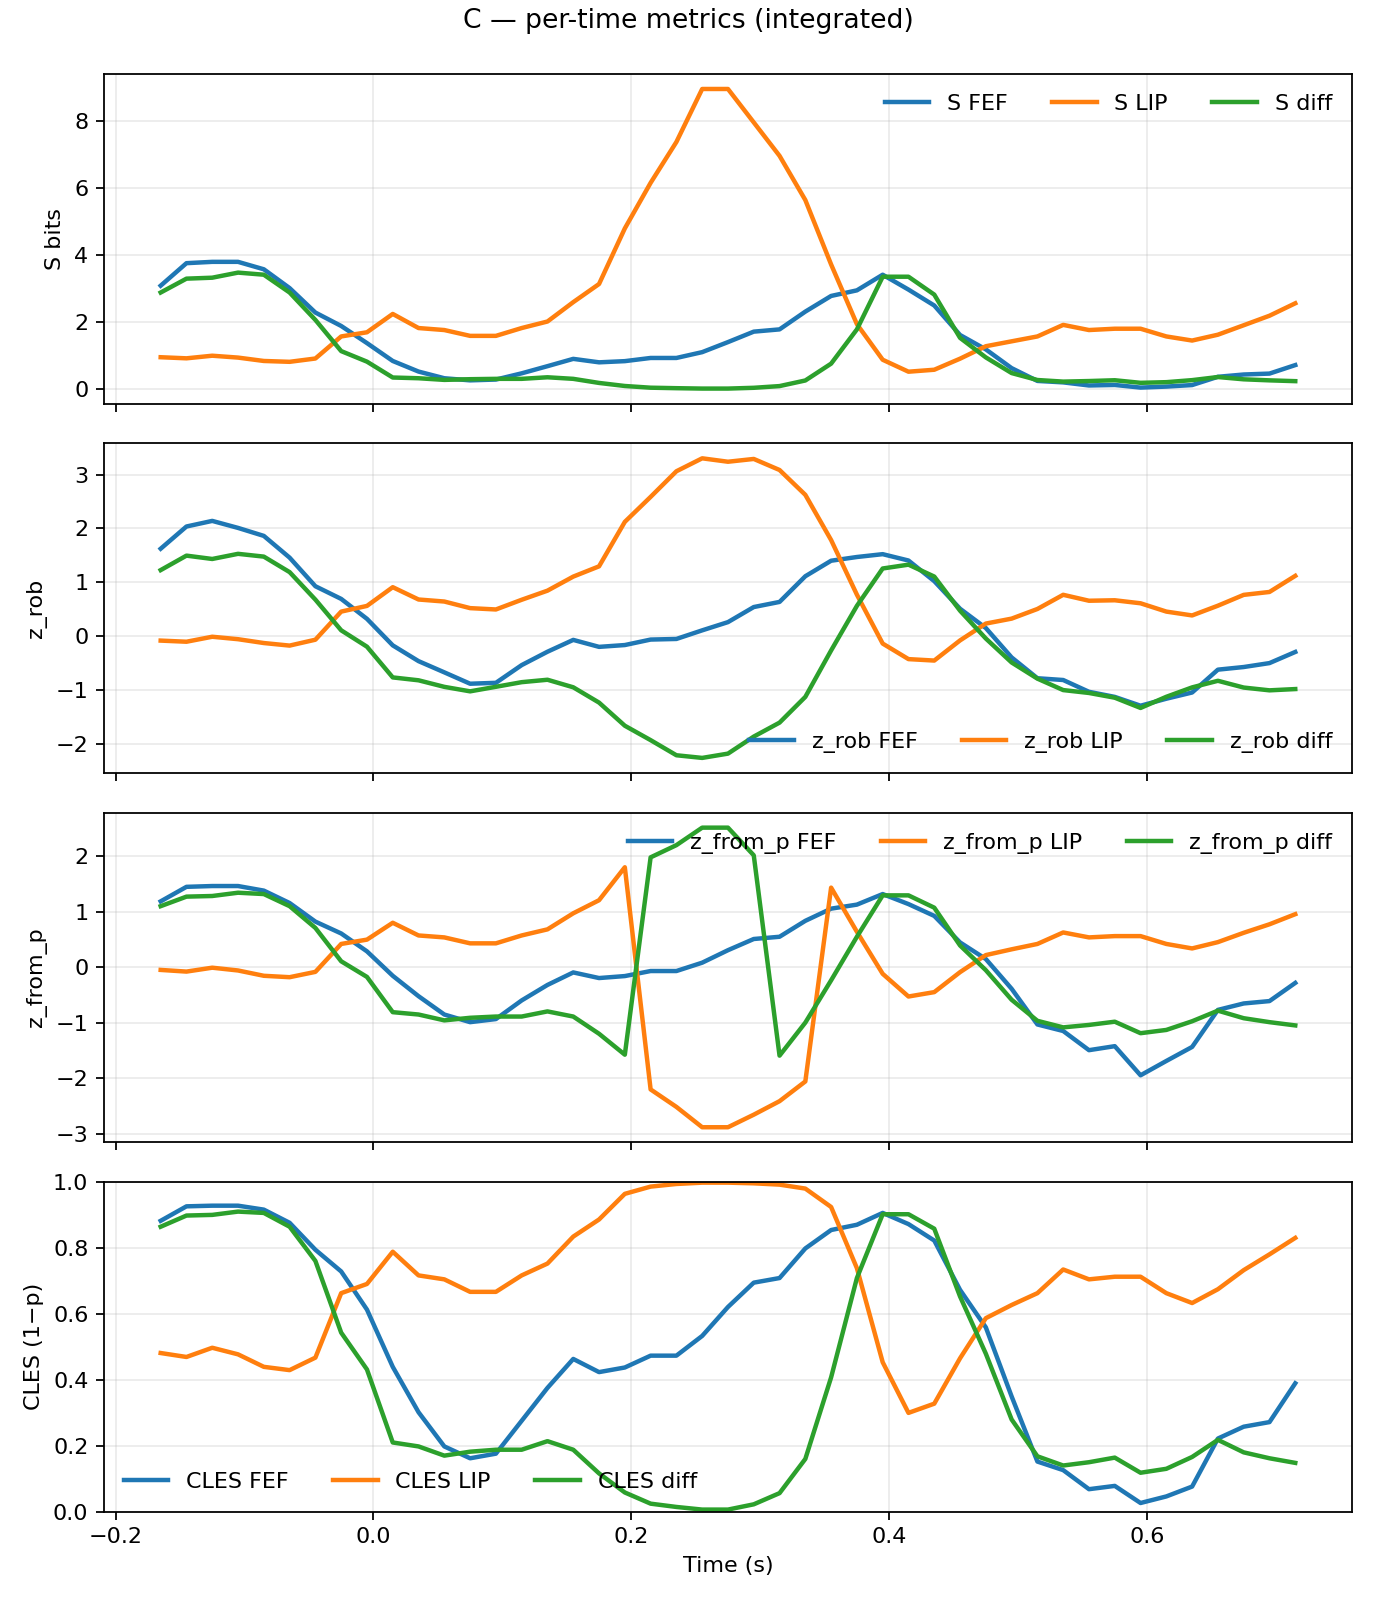 C — per-time metrics (integrated)
S FEF S LIP S diff
8
6
4
2
0
S bits
3
2
1
0
−1
−2
z_rob
z_rob FEF z_rob LIP z_rob diff
z_from_p FEF z_from_p LIP z_from_p diff
2
1
0
−1
−2
−3
z_from_p
1.0
0.8
0.6
0.4
0.2
0.0
CLES (1−p)
CLES FEF CLES LIP CLES diff
−0.2 0.0 0.2 0.4 0.6
Time (s)